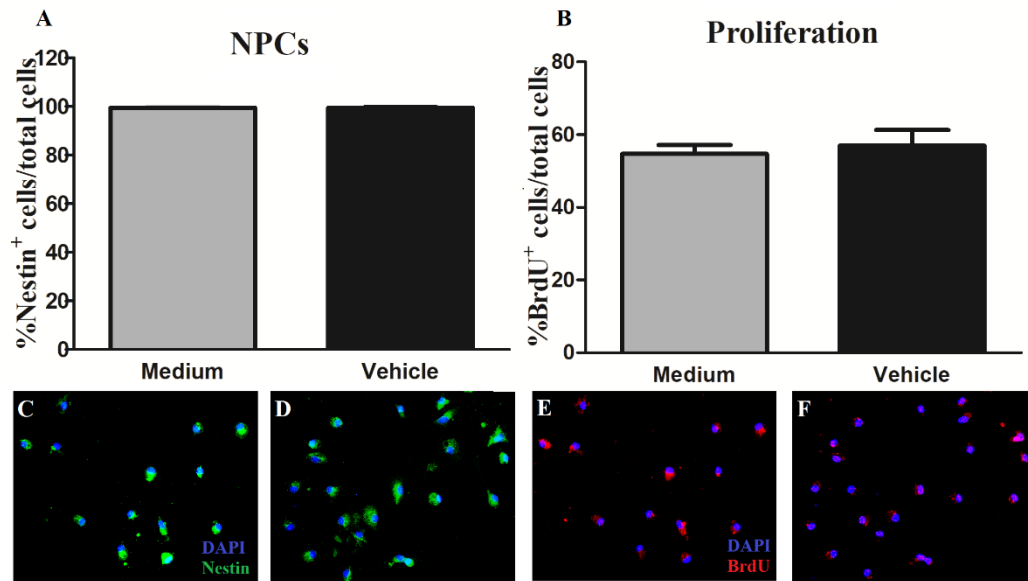 A
NPCs
%Nestin⁺ cells/total cells
120
100
80
60
40
20
0
Medium
Vehicle
B
Proliferation
%BrdU⁺ cells/total cells
80
60
40
20
0
Medium
Vehicle
C
DAPI
Nestin
D
E
DAPI
BrdU
F